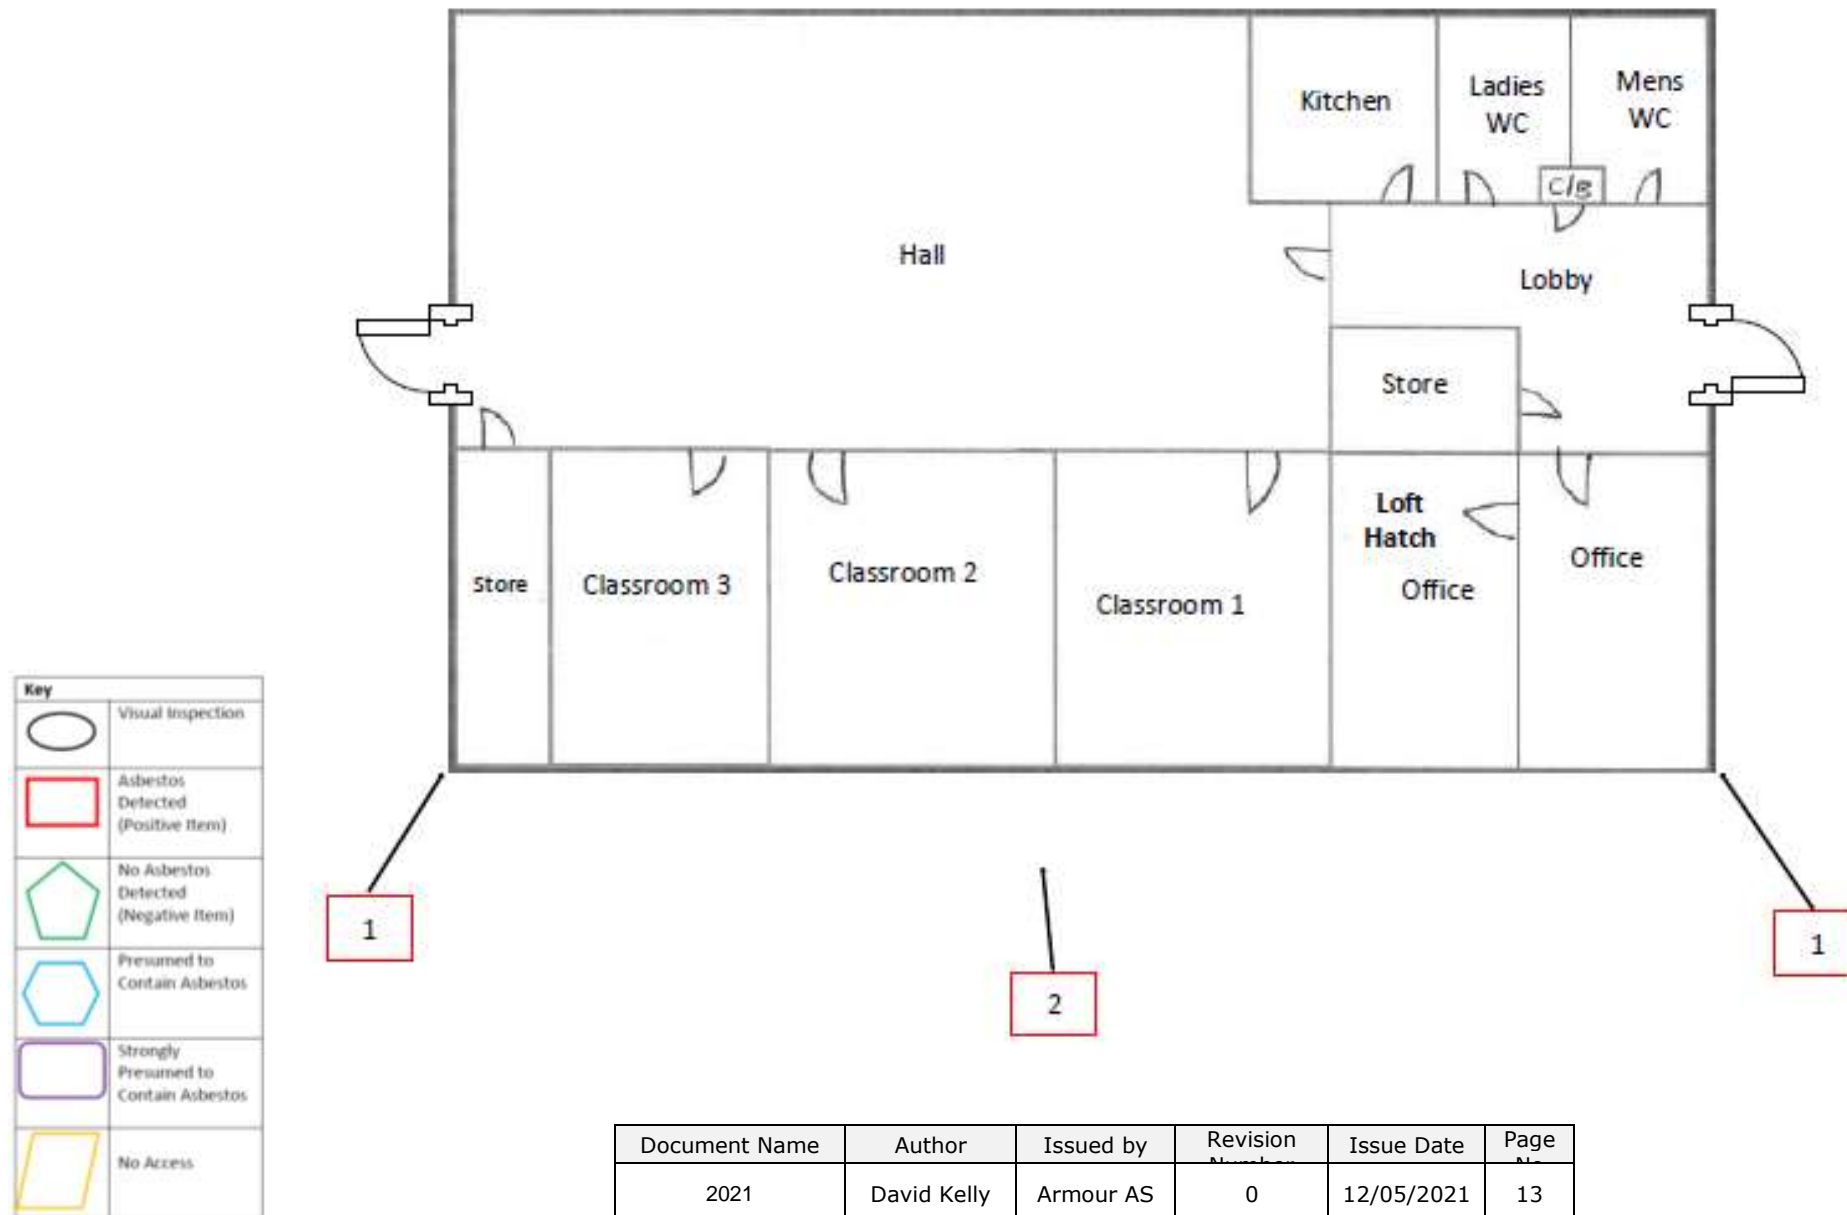 Kitchen
Ladies
WC
Mens
WC
clg
Hall
Lobby
Store
Loft
Hatch
Office
Office
Store
Classroom 3
Classroom 2
Classroom 1
Key
Visual Inspection
Asbestos
Detected
(Positive Item)
No Asbestos
Detected
(Negative Item)
Presumed to
Contain Asbestos
Strongly
Presumed to
Contain Asbestos
No Access
1
2
1
Document Name
Author
Issued by
Revision
Number
Issue Date
Page
No
2021
David Kelly
Armour AS
0
12/05/2021
13